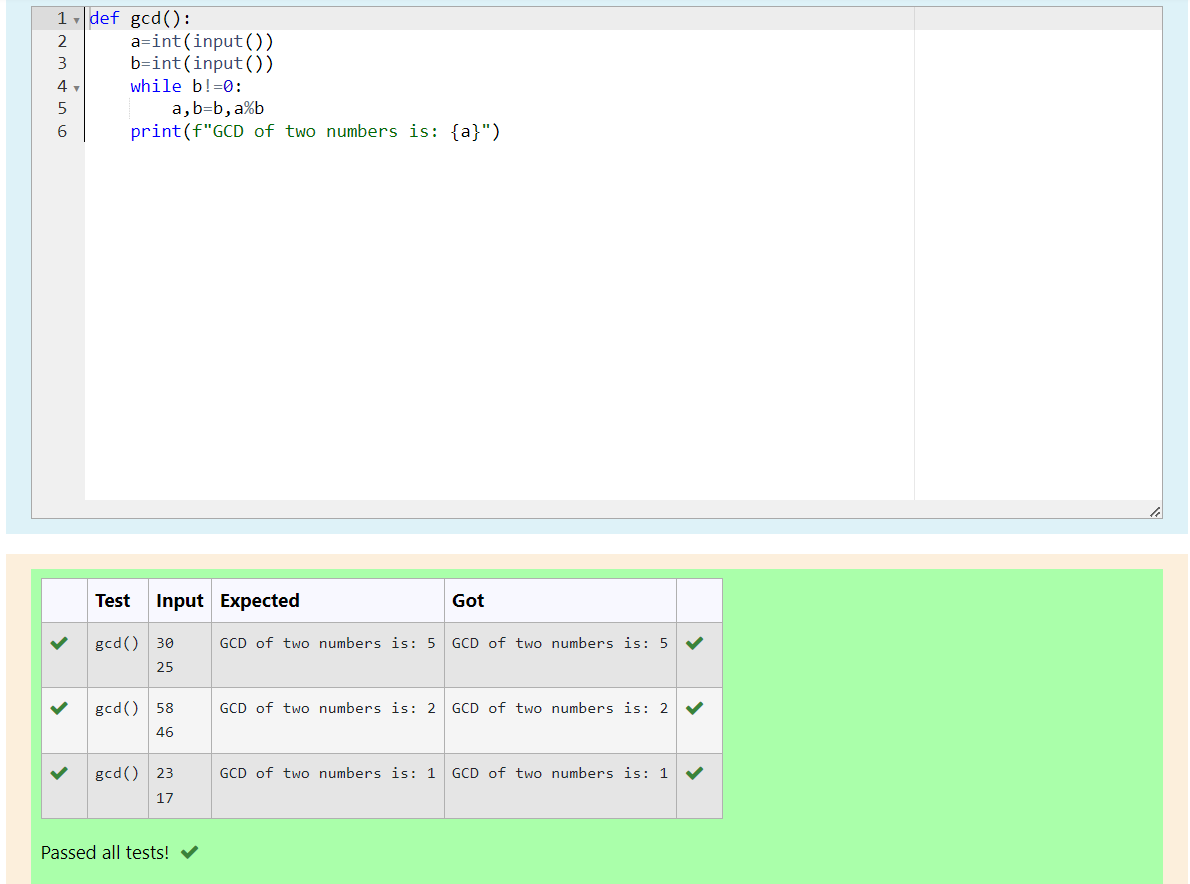 1 def gcd():
2     a=int(input())
3     b=int(input())
4     while b!=0:
5         a,b=b,a%b
6     print(f"GCD of two numbers is: {a}")
Test Input Expected Got
gcd() 30 GCD of two numbers is: 5 GCD of two numbers is: 5
25
gcd() 58 GCD of two numbers is: 2 GCD of two numbers is: 2
46
gcd() 23 GCD of two numbers is: 1 GCD of two numbers is: 1
17
Passed all tests!